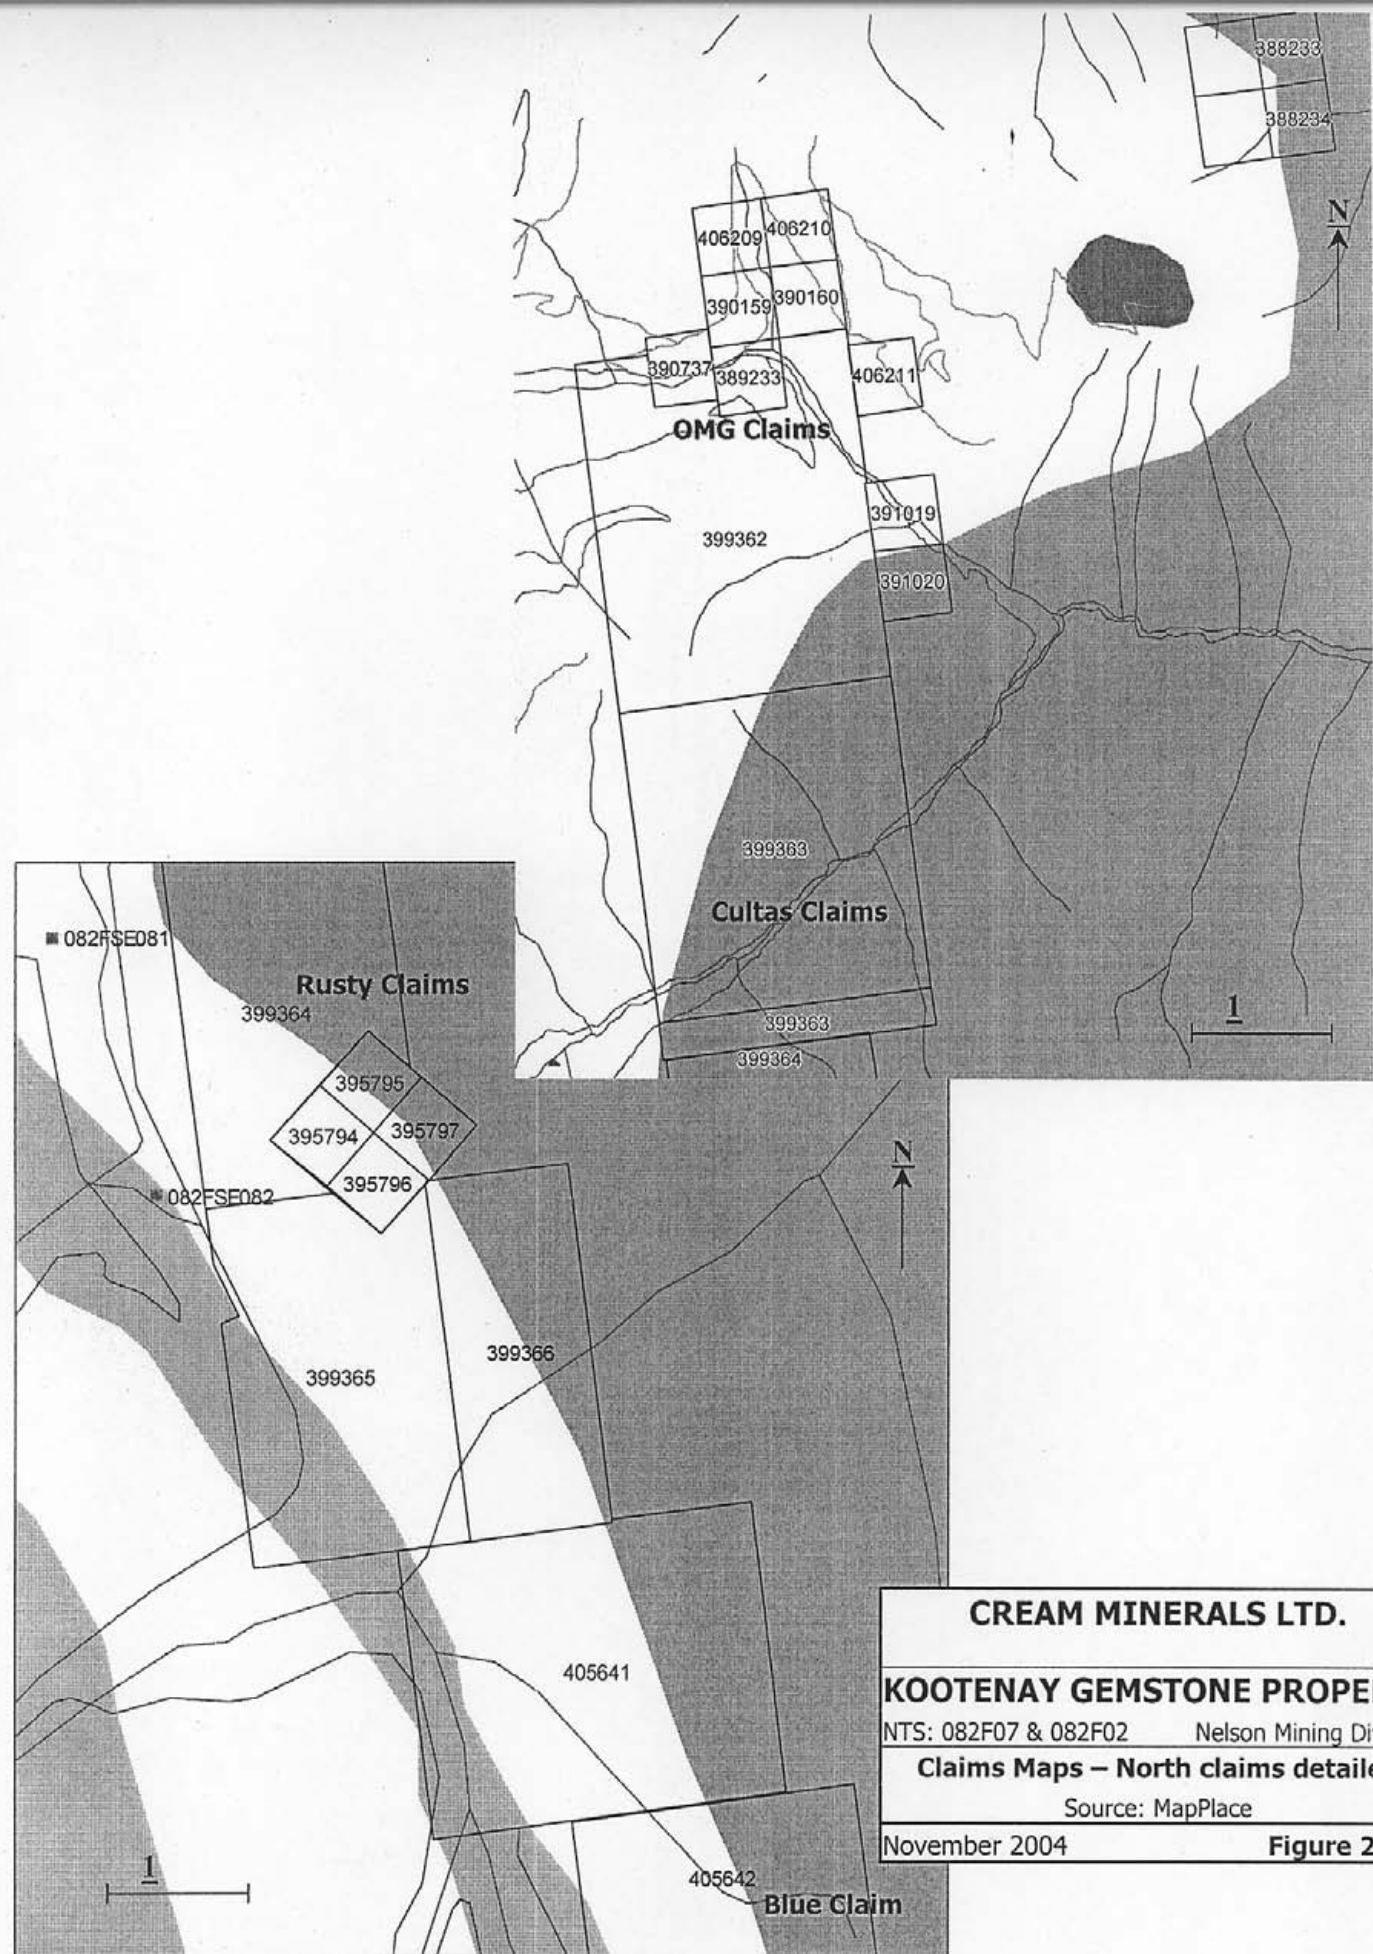 388233
388234
N
406209
406210
390159
390160
390737
389233
406211
OMG Claims
391019
399362
391020
399363
Cultas Claims
399363
399364
1
082FSE081
Rusty Claims
399364
395795
395794
395797
395796
082FSE082
N
399366
399365
405641
1
405642
Blue Claim
CREAM MINERALS LTD.
KOOTENAY GEMSTONE PROPE
NTS: 082F07 & 082F02 Nelson Mining Di
Claims Maps – North claims detaile
Source: MapPlace
November 2004 Figure 2